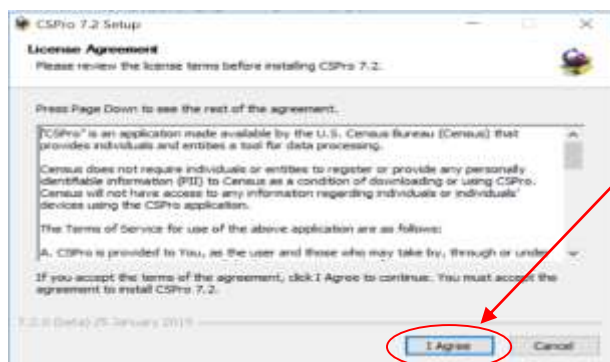 CSPro 7.2 Setup
License Agreement
Please review the license terms before installing CSPro 7.2.
Press Page Down to see the rest of the agreement.
"CSPro" is an application made available by the U.S. Census Bureau (Census) that
provides individuals and entities a tool for data processing.
Census does not require individuals or entities to register or provide any personally
identifiable information (PII) to Census as a condition of downloading or using CSPro.
Census will not have access to any information regarding individuals or individuals'
devices using the CSPro application.
The Terms of Service for use of the above application are as follows:
A. CSPro is provided to You, as the user and those who may take by, through or under
If you accept the terms of the agreement, click I Agree to continue. You must accept the
agreement to install CSPro 7.2.
7.2.0 (beta) 25 January 2019
I Agree
Cancel